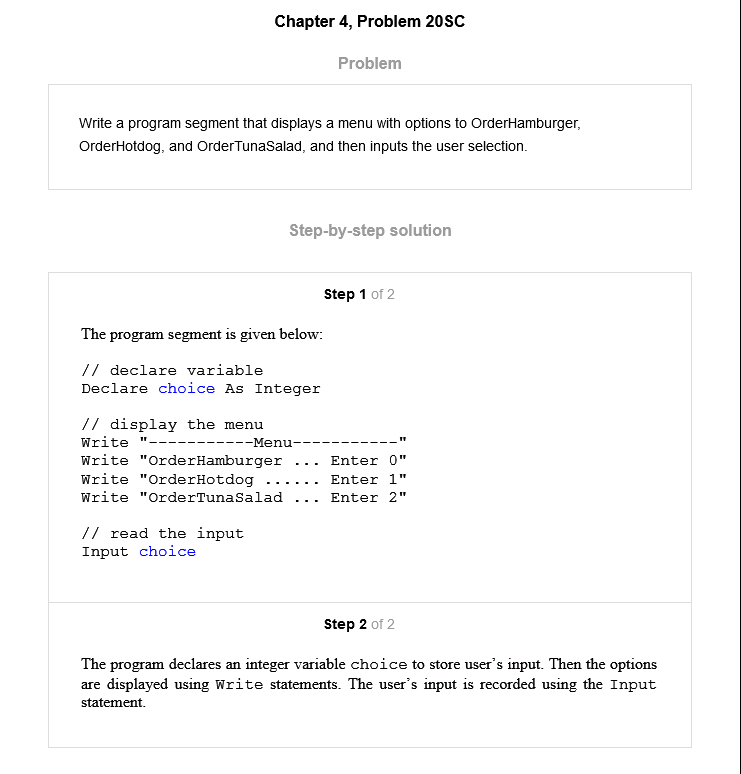 Chapter 4, Problem 20SC
Problem
Write a program segment that displays a menu with options to OrderHamburger,
OrderHotdog, and OrderTunaSalad, and then inputs the user selection.
Step-by-step solution
Step 1 of 2
The program segment is given below:
// declare variable
Declare choice As Integer
// display the menu
Write "-----------Menu-----------"
Write "OrderHamburger ... Enter 0"
Write "OrderHotdog ...... Enter 1"
Write "OrderTunaSalad ... Enter 2"
// read the input
Input choice
Step 2 of 2
The program declares an integer variable choice to store user's input. Then the options
are displayed using Write statements. The user's input is recorded using the Input
statement.